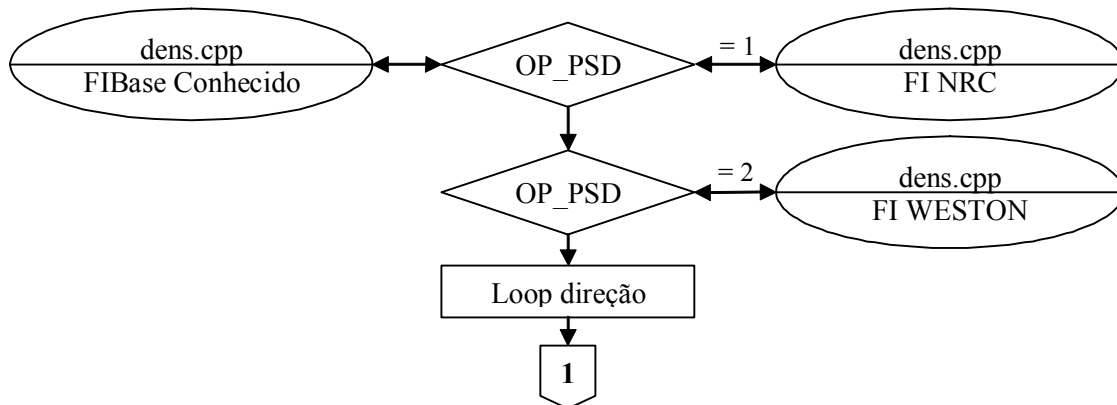 dens.cpp
FIBase Conhecido
OP_PSD
= 1
dens.cpp
FI NRC
OP_PSD
= 2
dens.cpp
FI WESTON
Loop direção
1